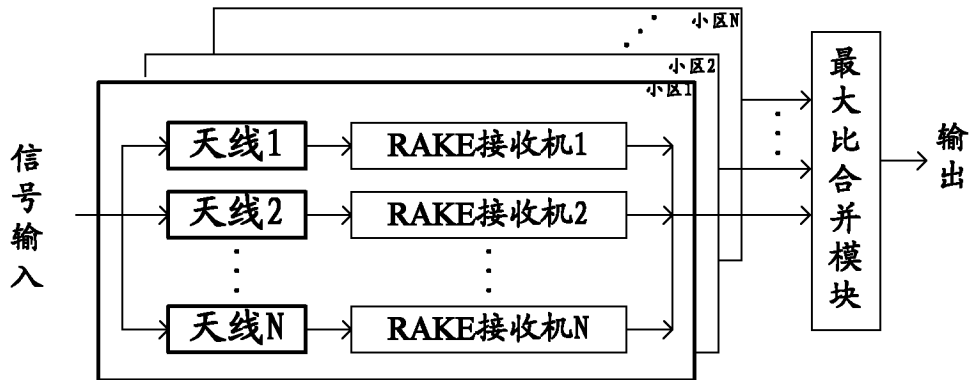 小区N
小区2
小区1
信号输入
天线1
RAKE接收机1
天线2
RAKE接收机2
天线N
RAKE接收机N
最大比合并模块
输出